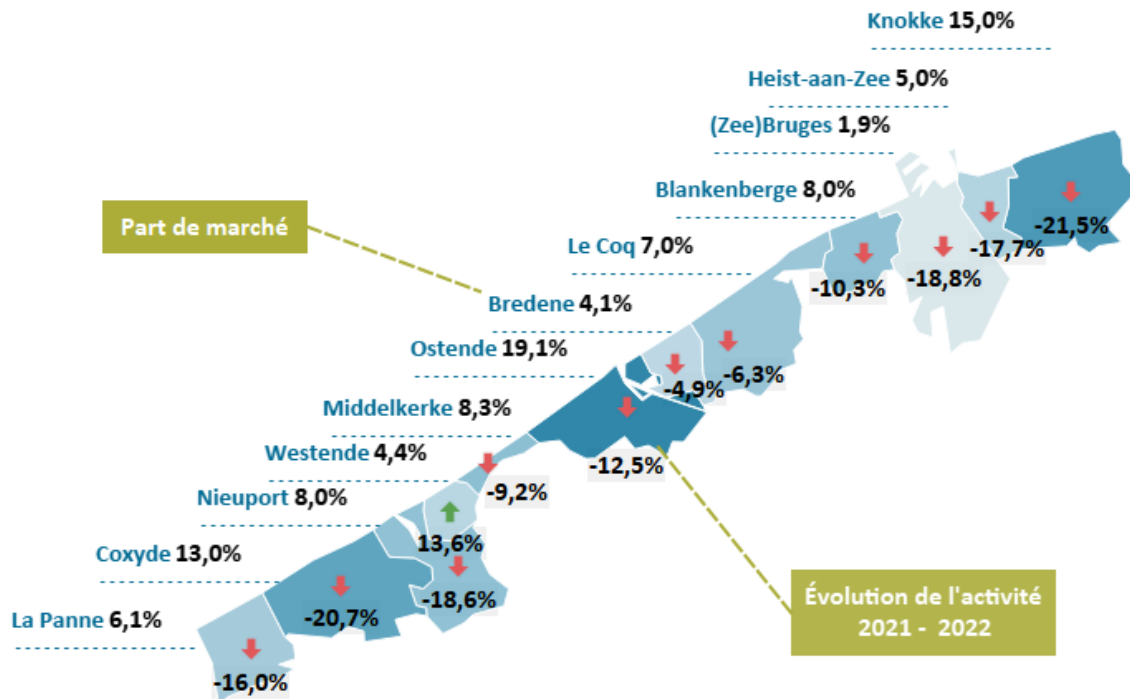 Knokke 15,0%
Heist-aan-Zee 5,0%
(Zee)Bruges 1,9%
Blankenberge 8,0%
Part de marché
Le Coq 7,0%
Bredene 4,1%
Ostende 19,1%
Middelkerke 8,3%
Westende 4,4%
Nieuport 8,0%
Coxyde 13,0%
La Panne 6,1%
-21,5%
-17,7%
-18,8%
-10,3%
-6,3%
-4,9%
-12,5%
-9,2%
13,6%
-18,6%
-20,7%
-16,0%
Évolution de l'activité
2021 - 2022